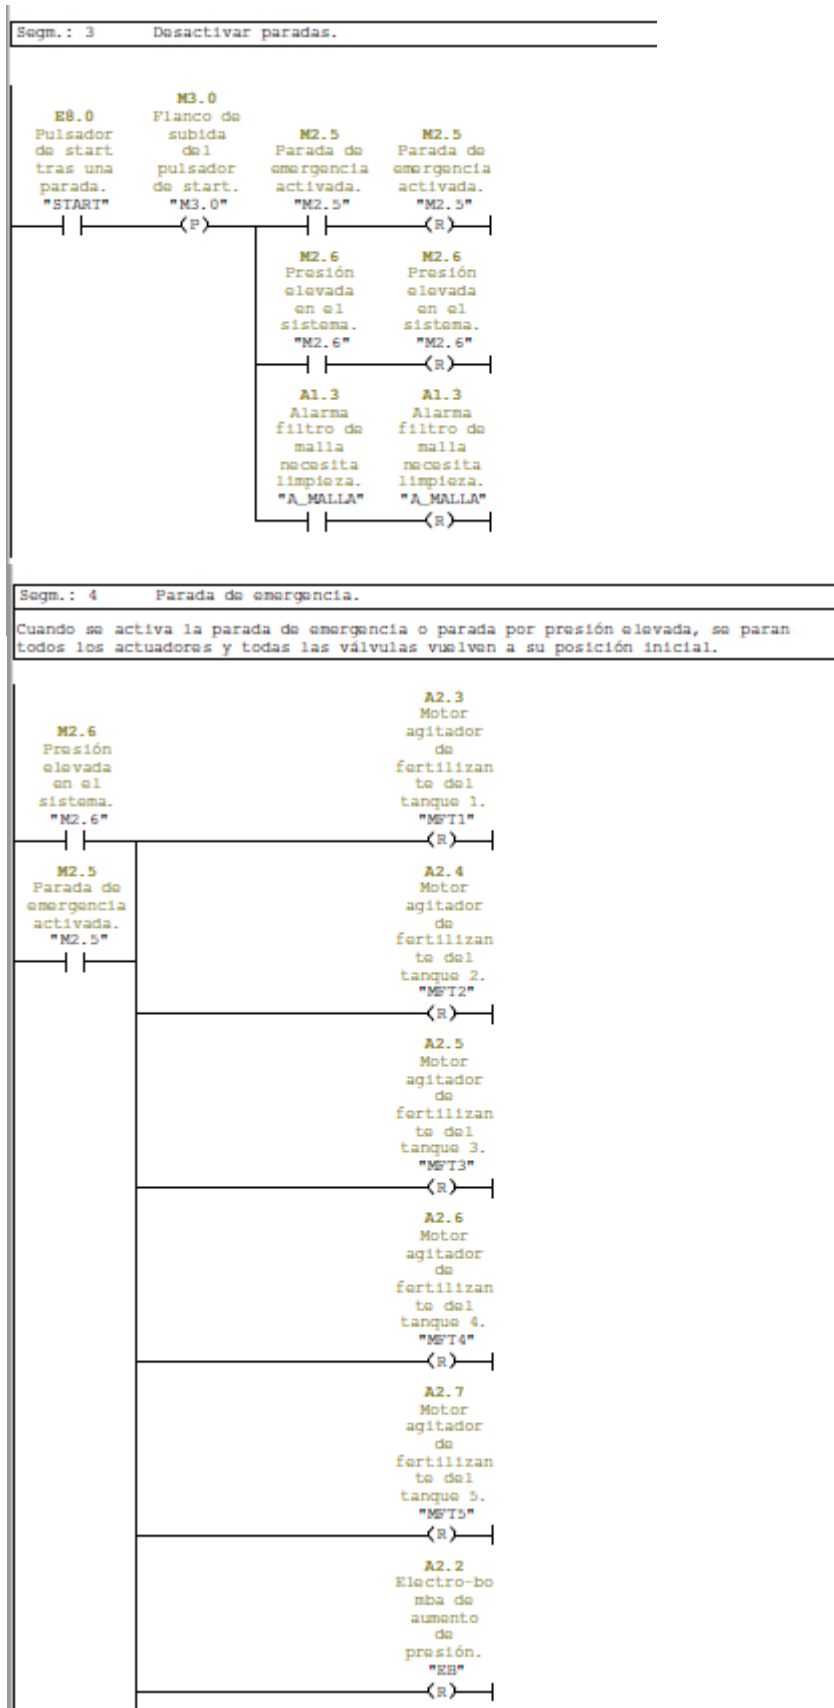 Segm.: 3 Desactivar paradas.
M3.0
E8.0 Flanco de
Pulsador subida M2.5 M2.5
de start del Parada de Parada de
tras una pulsador emergencia emergencia
parada. de start. activada. activada.
"START" "M3.0" "M2.5" "M2.5"
(P) (R)
M2.6 M2.6
Presión Presión
elevada elevada
en el en el
sistema. sistema.
"M2.6" "M2.6"
(R)
A1.3 A1.3
Alarma Alarma
filtro de filtro de
malla malla
necesita necesita
limpieza. limpieza.
"A_MALLA" "A_MALLA"
(R)
Segm.: 4 Parada de emergencia.
Cuando se activa la parada de emergencia o parada por presión elevada, se paran
todos los actuadores y todas las válvulas vuelven a su posición inicial.
A2.3
Motor
M2.6 agitador
Presión de
elevada fertilizan
en el te del
sistema. tanque 1.
"M2.6" "MFT1"
(R)
M2.5 A2.4
Parada de Motor
emergencia agitador
activada. de
"M2.5" fertilizan
te del
tanque 2.
"MFT2"
(R)
A2.5
Motor
agitador
de
fertilizan
te del
tanque 3.
"MFT3"
(R)
A2.6
Motor
agitador
de
fertilizan
te del
tanque 4.
"MFT4"
(R)
A2.7
Motor
agitador
de
fertilizan
te del
tanque 5.
"MFT5"
(R)
A2.2
Electro-bo
mba de
aumento
de
presión.
"EB"
(R)